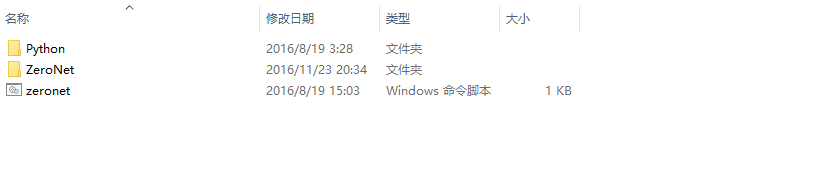 名称 修改日期 类型 大小
Python 2016/8/19 3:28 文件夹
ZeroNet 2016/11/23 20:34 文件夹
zeronet 2016/8/19 15:03 Windows 命令脚本 1 KB